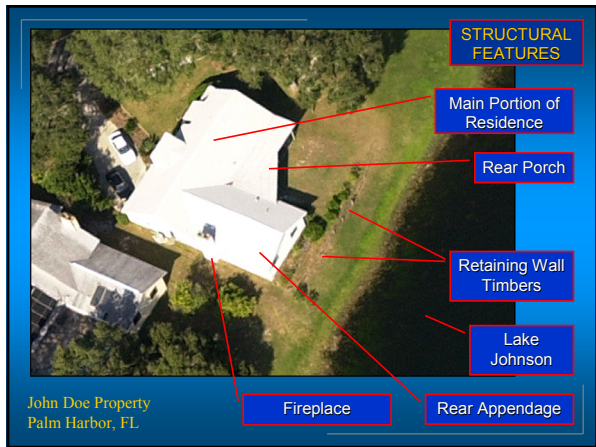 STRUCTURAL
FEATURES
Main Portion of
Residence
Rear Porch
Retaining Wall
Timbers
Lake
Johnson
Rear Appendage
Fireplace
John Doe Property
Palm Harbor, FL